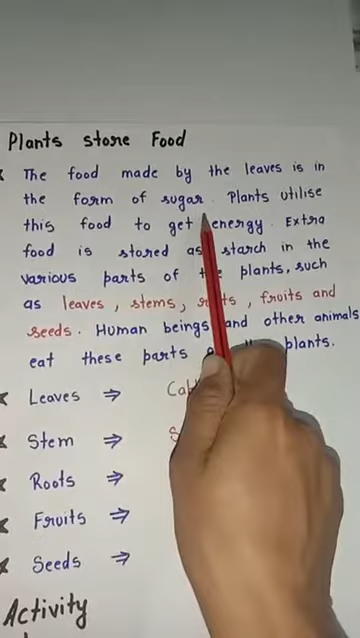 Plants store Food
The food made by the leaves is in
the form of sugar. Plants utilise
this food to get energy. Extra
food is stored as starch in the
various parts of plants, such
as leaves, stems, fruits and
seeds. Human beings and other animals
eat these parts plants.
Leaves ⇒
Stem ⇒
Roots ⇒
Fruits ⇒
Seeds ⇒
Activity